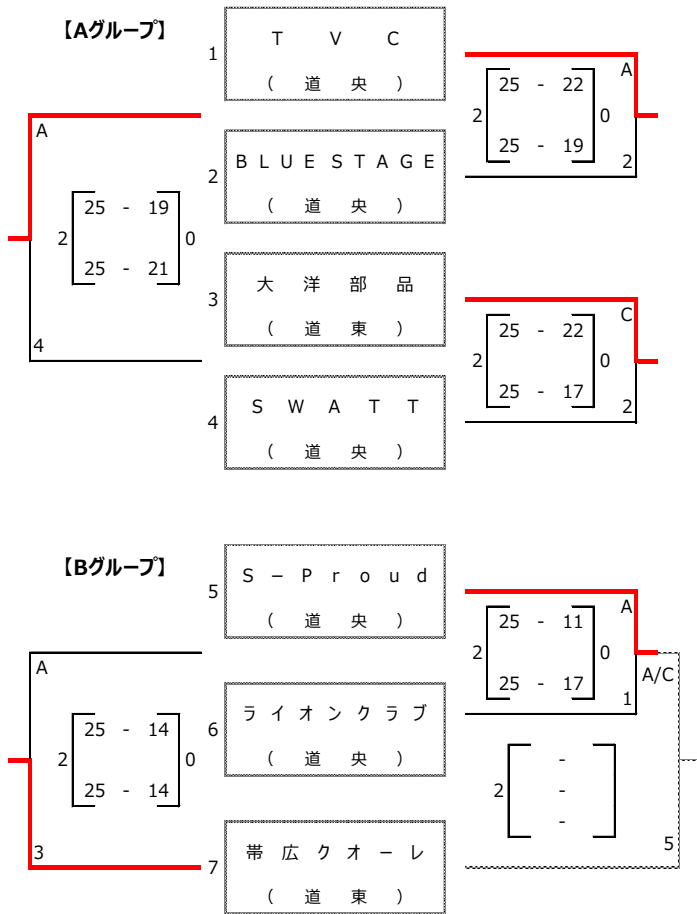 【Aグループ】
1
T V C
( 道 央 )
A
2
25 - 22
25 - 19
0
2
A
2
25 - 19
25 - 21
0
4
2
B L U E S T A G E
( 道 央 )
3
大 洋 部 品
( 道 東 )
C
2
25 - 22
25 - 17
0
2
4
S W A T T
( 道 央 )
【Bグループ】
5
S － P r o u d
( 道 央 )
A
2
25 - 11
25 - 17
0
1
A/C
A
2
25 - 14
25 - 14
0
3
6
ラ イ オ ン ク ラ ブ
( 道 央 )
2
-
-
-
5
7
帯 広 ク オ ー レ
( 道 東 )